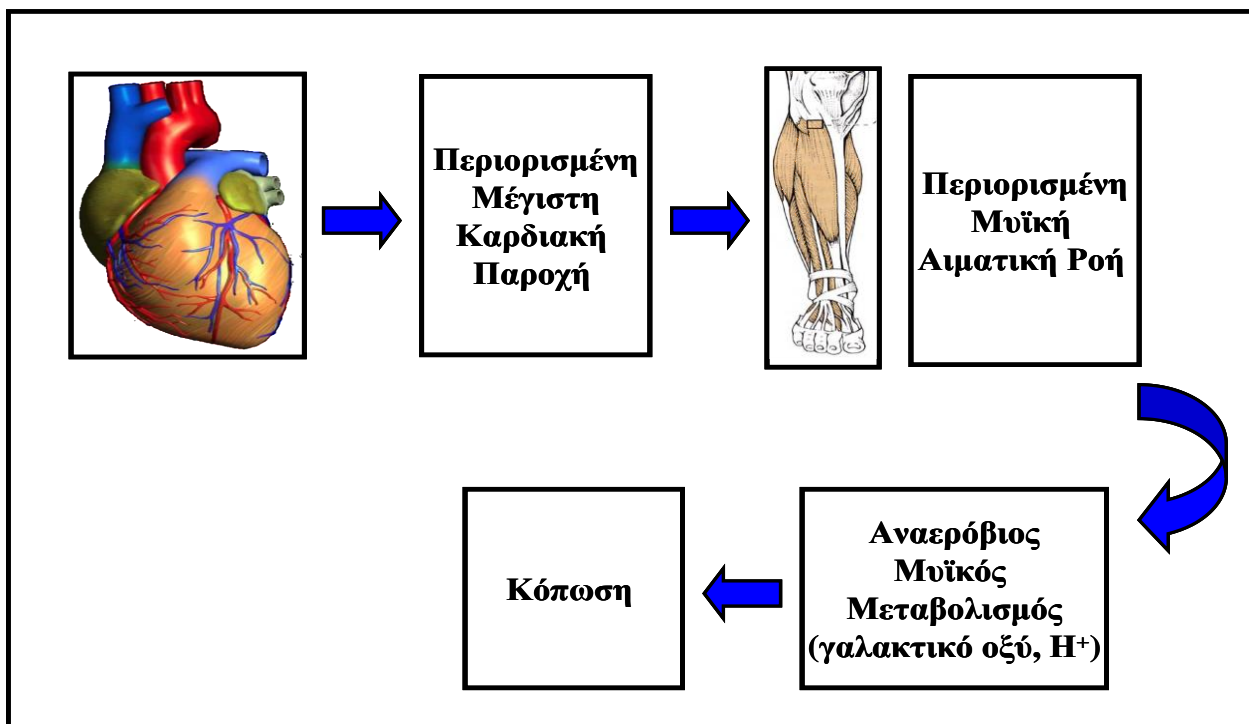 Περιορισμένη
Μέγιστη
Καρδιακή
Παροχή
Περιορισμένη
Μυϊκή
Αιματική Ροή
Αναερόβιος
Μυϊκός
Μεταβολισμός
(γαλακτικό οξύ, H⁺)
Κόπωση